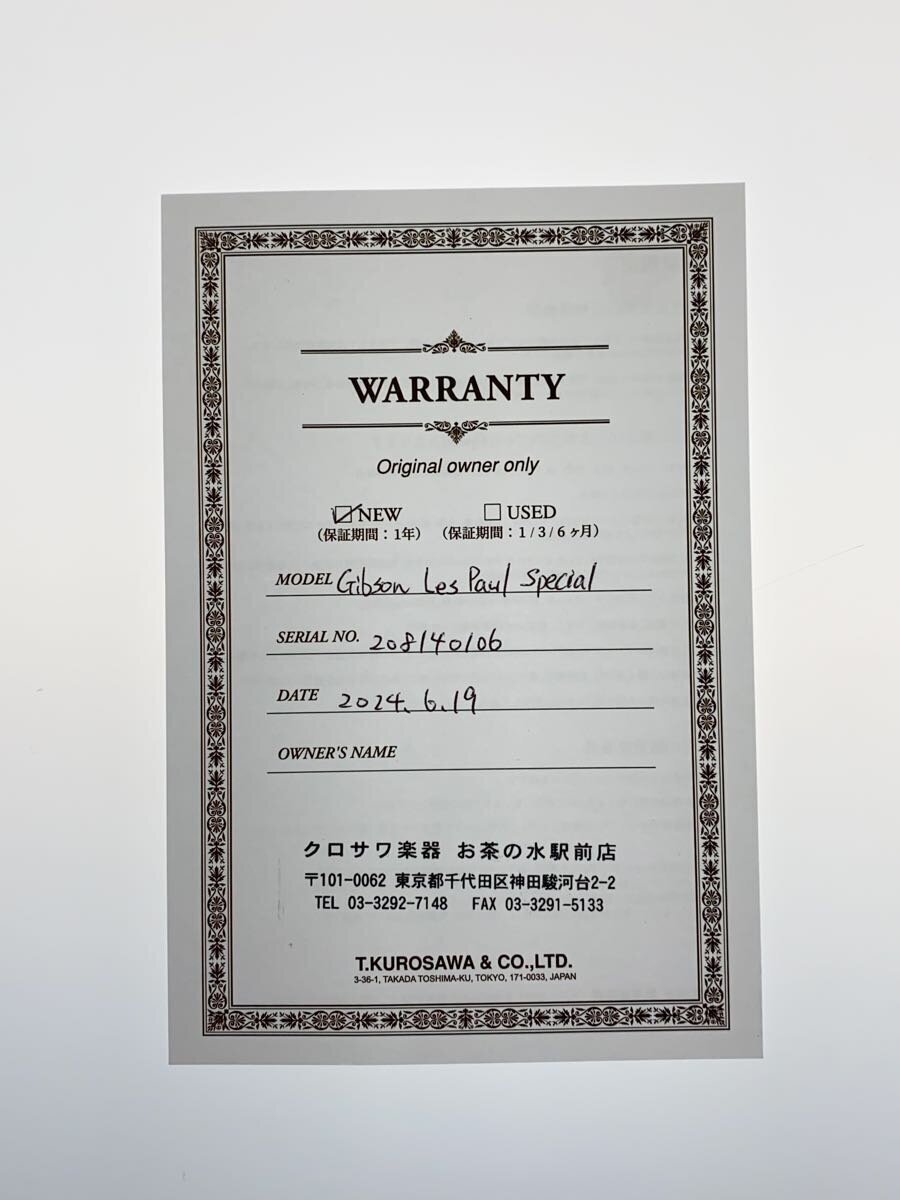 WARRANTY
Original owner only
☑NEW □USED
（保証期間：1年） （保証期間：1/3/6ヶ月）
MODEL Gibson Les Paul Special
SERIAL NO. 208140106
DATE 2024.6.19
OWNER'S NAME
クロサワ楽器 お茶の水駅前店
〒101-0062 東京都千代田区神田駿河台2-2
TEL 03-3292-7148 FAX 03-3291-5133
T.KUROSAWA & CO.,LTD.
3-36-1, TAKADA TOSHIMA-KU, TOKYO, 171-0033, JAPAN